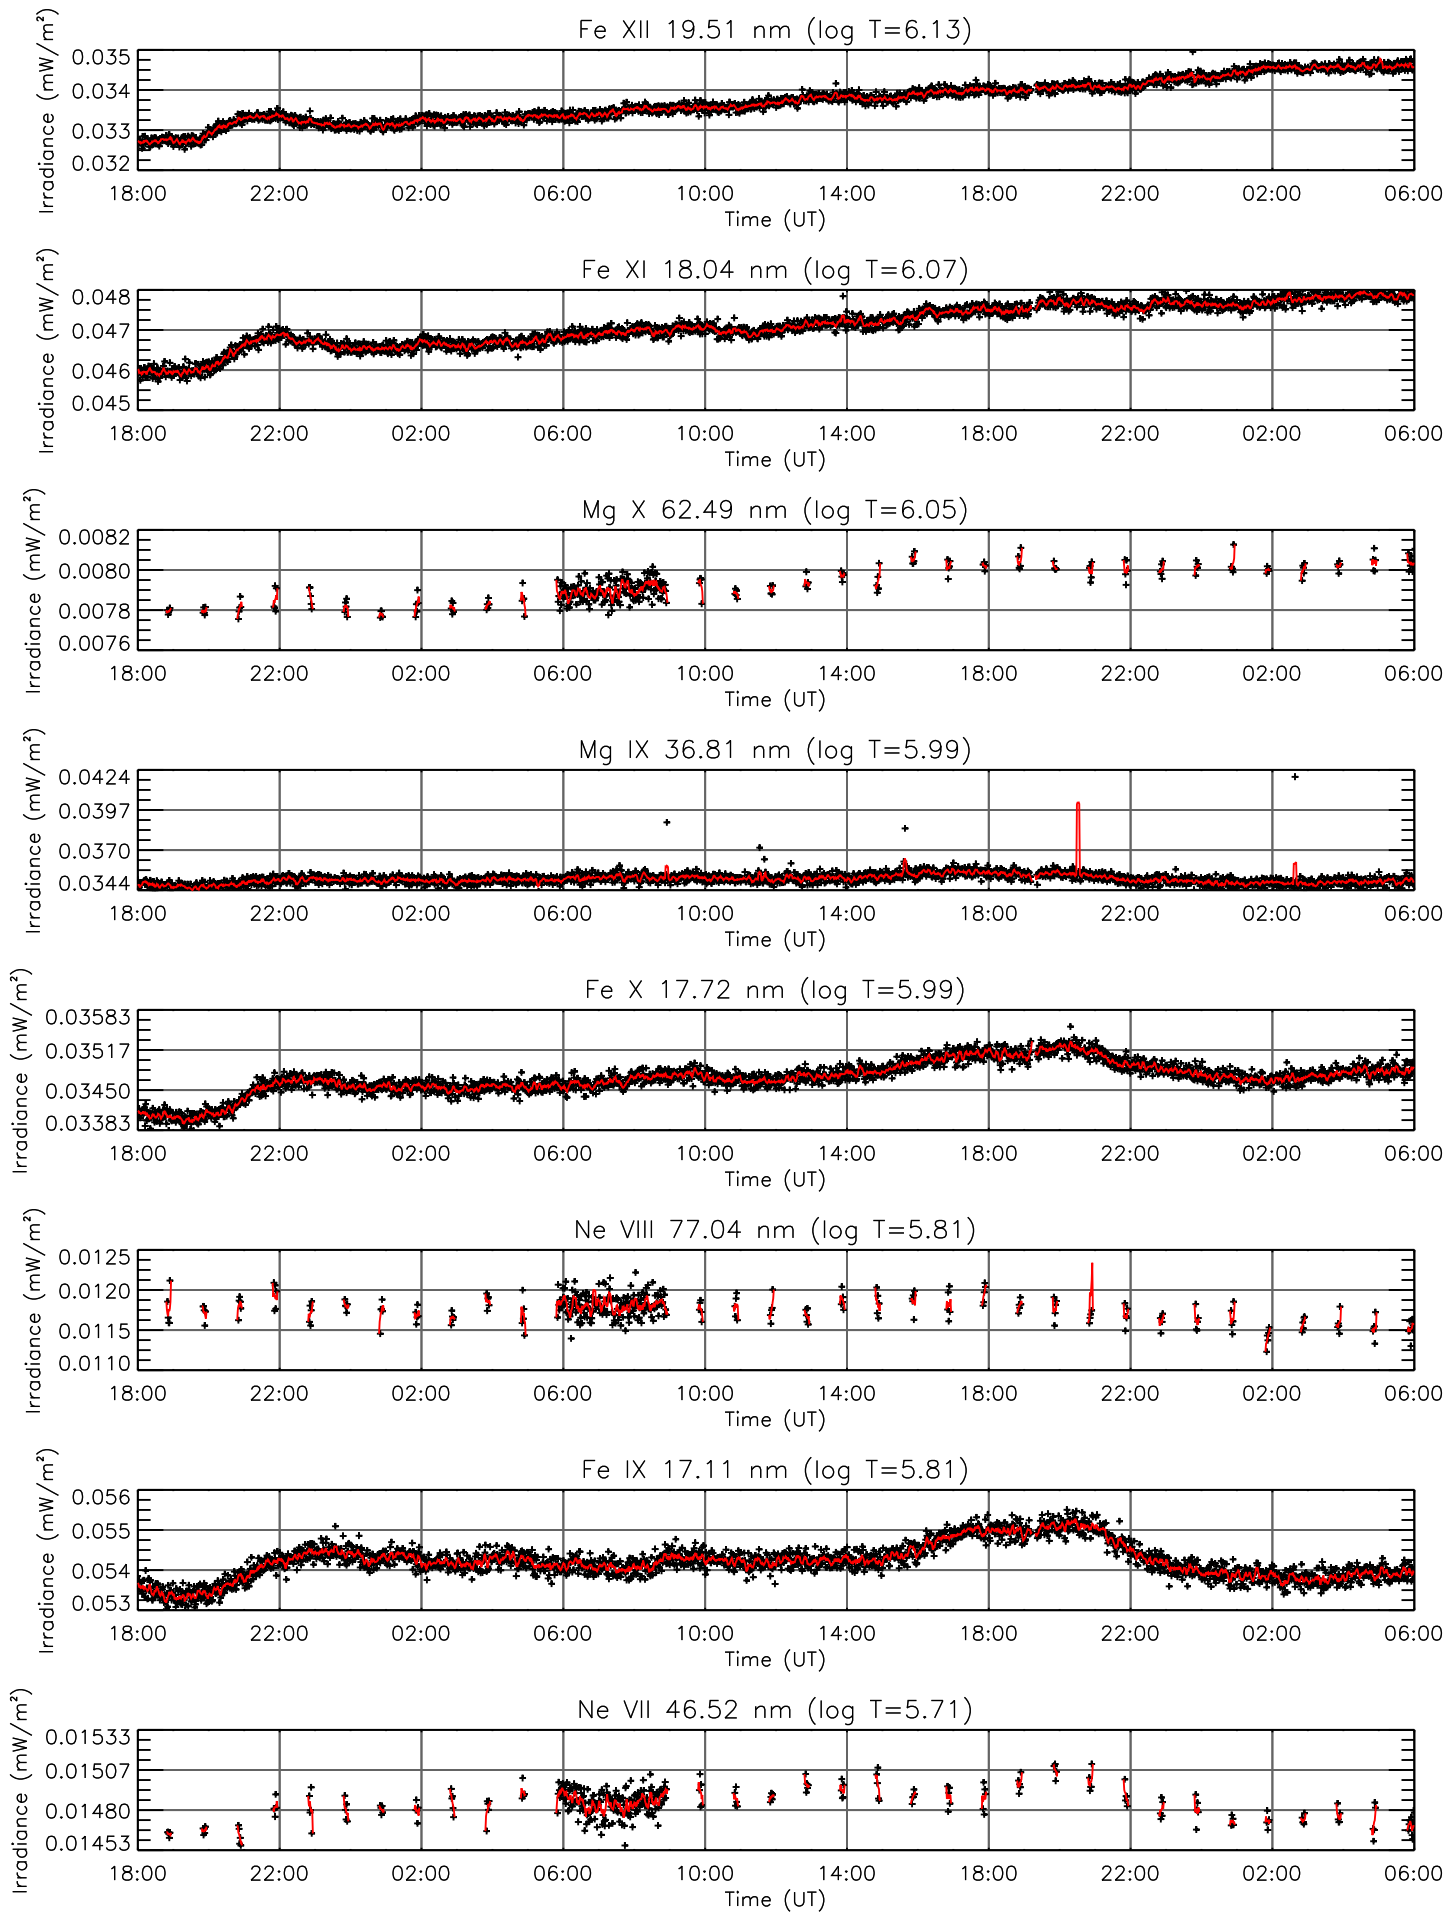 Fe XII 19.51 nm (log T=6.13)
Irradiance (mW/m²)
0.035
0.034
0.033
0.032
18:00 22:00 02:00 06:00 10:00 14:00 18:00 22:00 02:00 06:00
Time (UT)
Fe XI 18.04 nm (log T=6.07)
Irradiance (mW/m²)
0.048
0.047
0.046
0.045
18:00 22:00 02:00 06:00 10:00 14:00 18:00 22:00 02:00 06:00
Time (UT)
Mg X 62.49 nm (log T=6.05)
Irradiance (mW/m²)
0.0082
0.0080
0.0078
0.0076
18:00 22:00 02:00 06:00 10:00 14:00 18:00 22:00 02:00 06:00
Time (UT)
Mg IX 36.81 nm (log T=5.99)
Irradiance (mW/m²)
0.0424
0.0397
0.0370
0.0344
18:00 22:00 02:00 06:00 10:00 14:00 18:00 22:00 02:00 06:00
Time (UT)
Fe X 17.72 nm (log T=5.99)
Irradiance (mW/m²)
0.03583
0.03517
0.03450
0.03383
18:00 22:00 02:00 06:00 10:00 14:00 18:00 22:00 02:00 06:00
Time (UT)
Ne VIII 77.04 nm (log T=5.81)
Irradiance (mW/m²)
0.0125
0.0120
0.0115
0.0110
18:00 22:00 02:00 06:00 10:00 14:00 18:00 22:00 02:00 06:00
Time (UT)
Fe IX 17.11 nm (log T=5.81)
Irradiance (mW/m²)
0.056
0.055
0.054
0.053
18:00 22:00 02:00 06:00 10:00 14:00 18:00 22:00 02:00 06:00
Time (UT)
Ne VII 46.52 nm (log T=5.71)
Irradiance (mW/m²)
0.01533
0.01507
0.01480
0.01453
18:00 22:00 02:00 06:00 10:00 14:00 18:00 22:00 02:00 06:00
Time (UT)